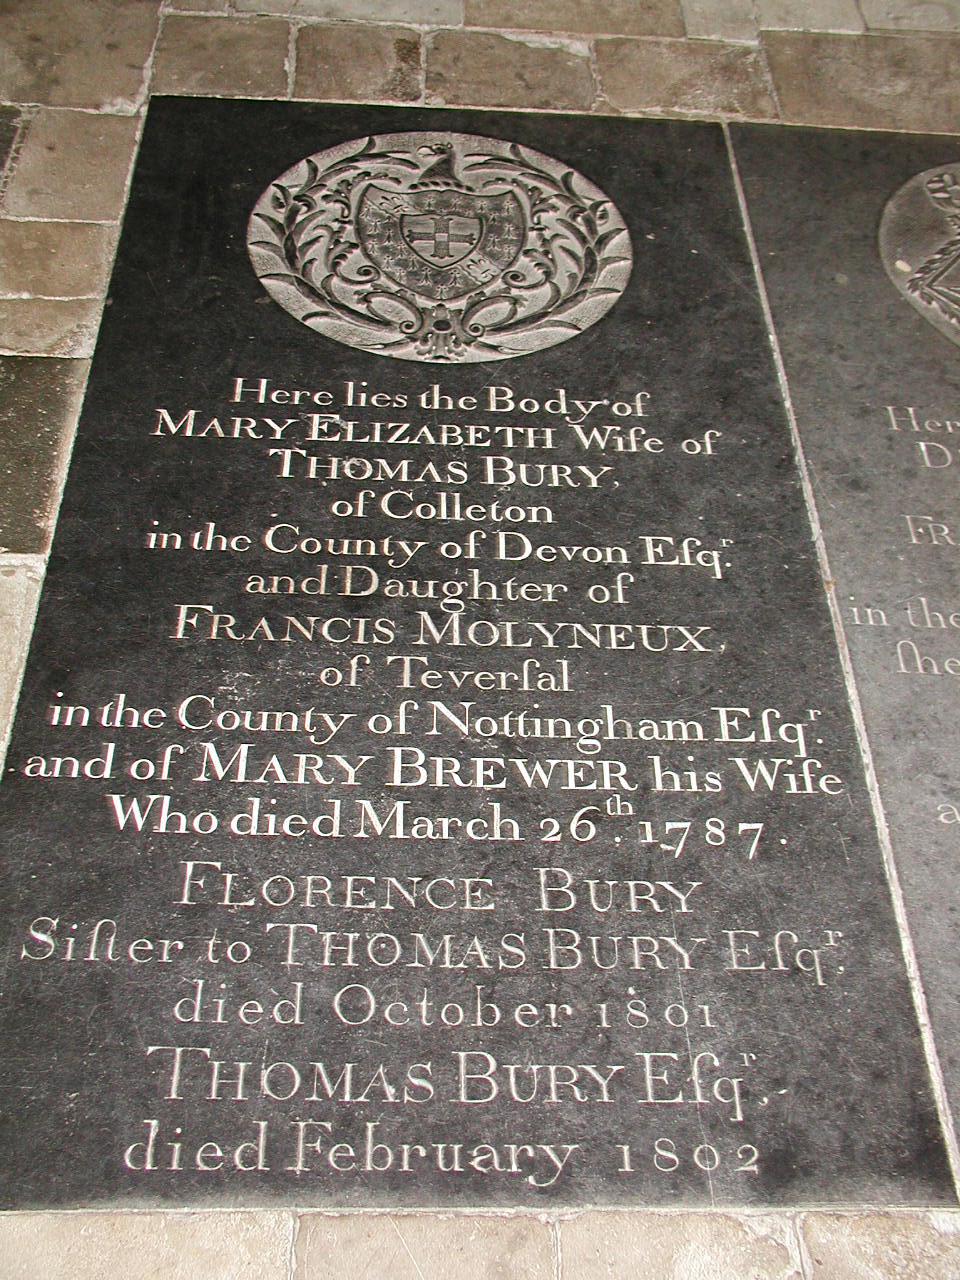 Here lies the Body of
MARY ELIZABETH Wife of
THOMAS BURY,
of Colleton
in the County of Devon Eſqr.
and Daughter of
FRANCIS MOLYNEUX,
of Teverſal
in the County of Nottingham Eſqr.
and of MARY BREWER his Wife
Who died March 26th. 1787.
FLORENCE BURY
Siſter to THOMAS BURY Eſqr.
died October 1801
THOMAS BURY Eſqr.
died February 1802
in the